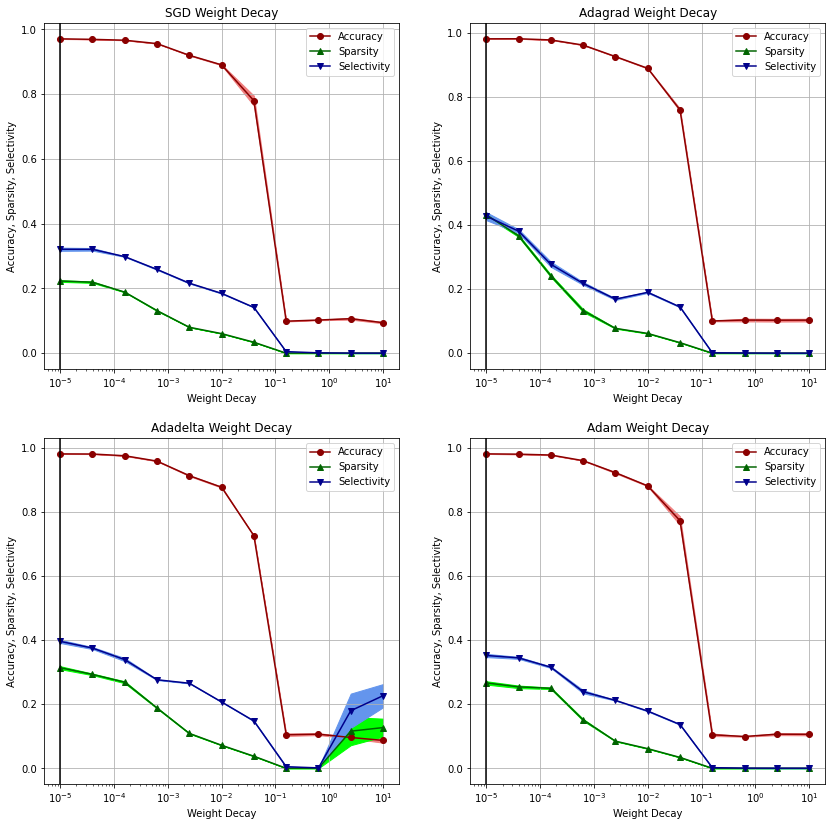 SGD Weight Decay
Accuracy
Sparsity
Selectivity
Accuracy, Sparsity, Selectivity
1.0
0.8
0.6
0.4
0.2
0.0
10⁻⁵ 10⁻⁴ 10⁻³ 10⁻² 10⁻¹ 10⁰ 10¹
Weight Decay
Adagrad Weight Decay
Accuracy
Sparsity
Selectivity
Accuracy, Sparsity, Selectivity
1.0
0.8
0.6
0.4
0.2
0.0
10⁻⁵ 10⁻⁴ 10⁻³ 10⁻² 10⁻¹ 10⁰ 10¹
Weight Decay
Adadelta Weight Decay
Accuracy
Sparsity
Selectivity
Accuracy, Sparsity, Selectivity
1.0
0.8
0.6
0.4
0.2
0.0
10⁻⁵ 10⁻⁴ 10⁻³ 10⁻² 10⁻¹ 10⁰ 10¹
Weight Decay
Adam Weight Decay
Accuracy
Sparsity
Selectivity
Accuracy, Sparsity, Selectivity
1.0
0.8
0.6
0.4
0.2
0.0
10⁻⁵ 10⁻⁴ 10⁻³ 10⁻² 10⁻¹ 10⁰ 10¹
Weight Decay